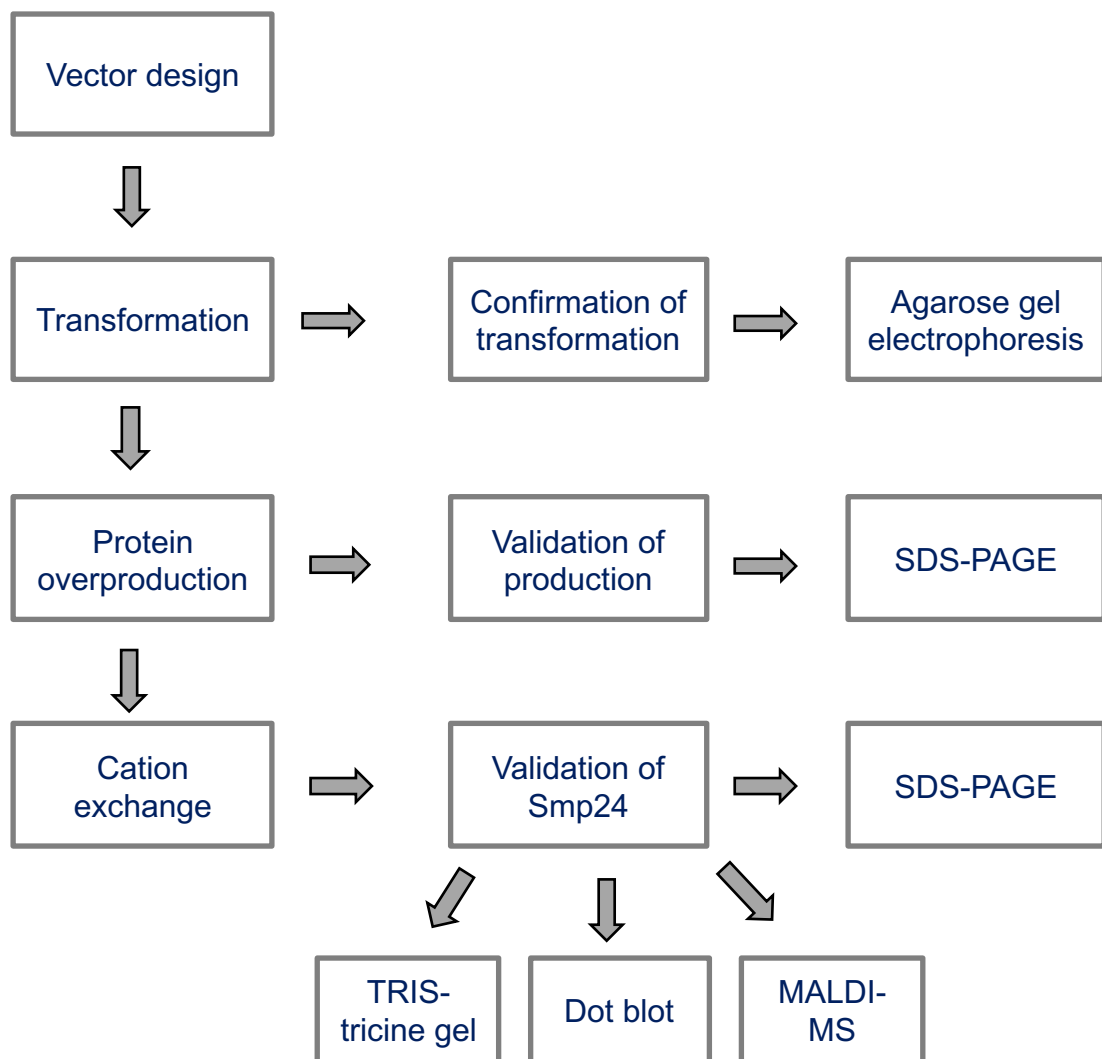 Vector design
Transformation
Confirmation of
transformation
Agarose gel
electrophoresis
Protein
overproduction
Validation of
production
SDS-PAGE
Cation
exchange
Validation of
Smp24
SDS-PAGE
TRIS-
tricine gel
Dot blot
MALDI-
MS